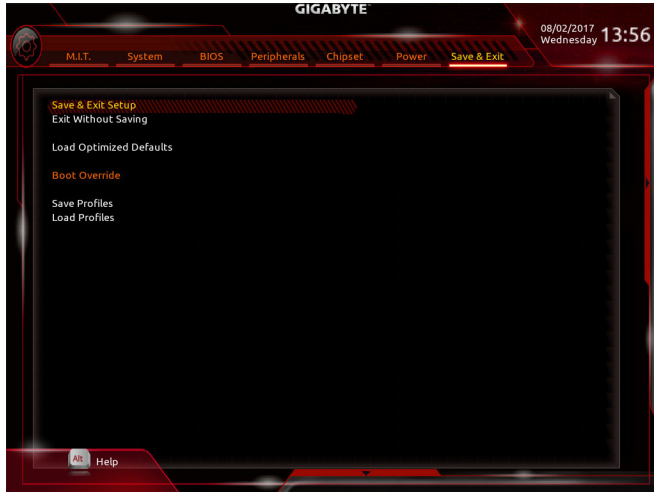 GIGABYTE™
08/02/2017
Wednesday 13:56
M.I.T. System BIOS Peripherals Chipset Power Save & Exit
Save & Exit Setup
Exit Without Saving
Load Optimized Defaults
Boot Override
Save Profiles
Load Profiles
Alt Help